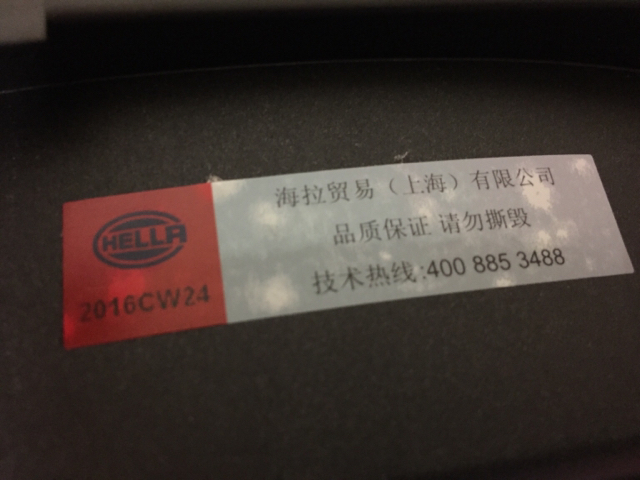 HELLA
2016CW24
海拉贸易（上海）有限公司
品质保证 请勿撕毁
技术热线:400 885 3488